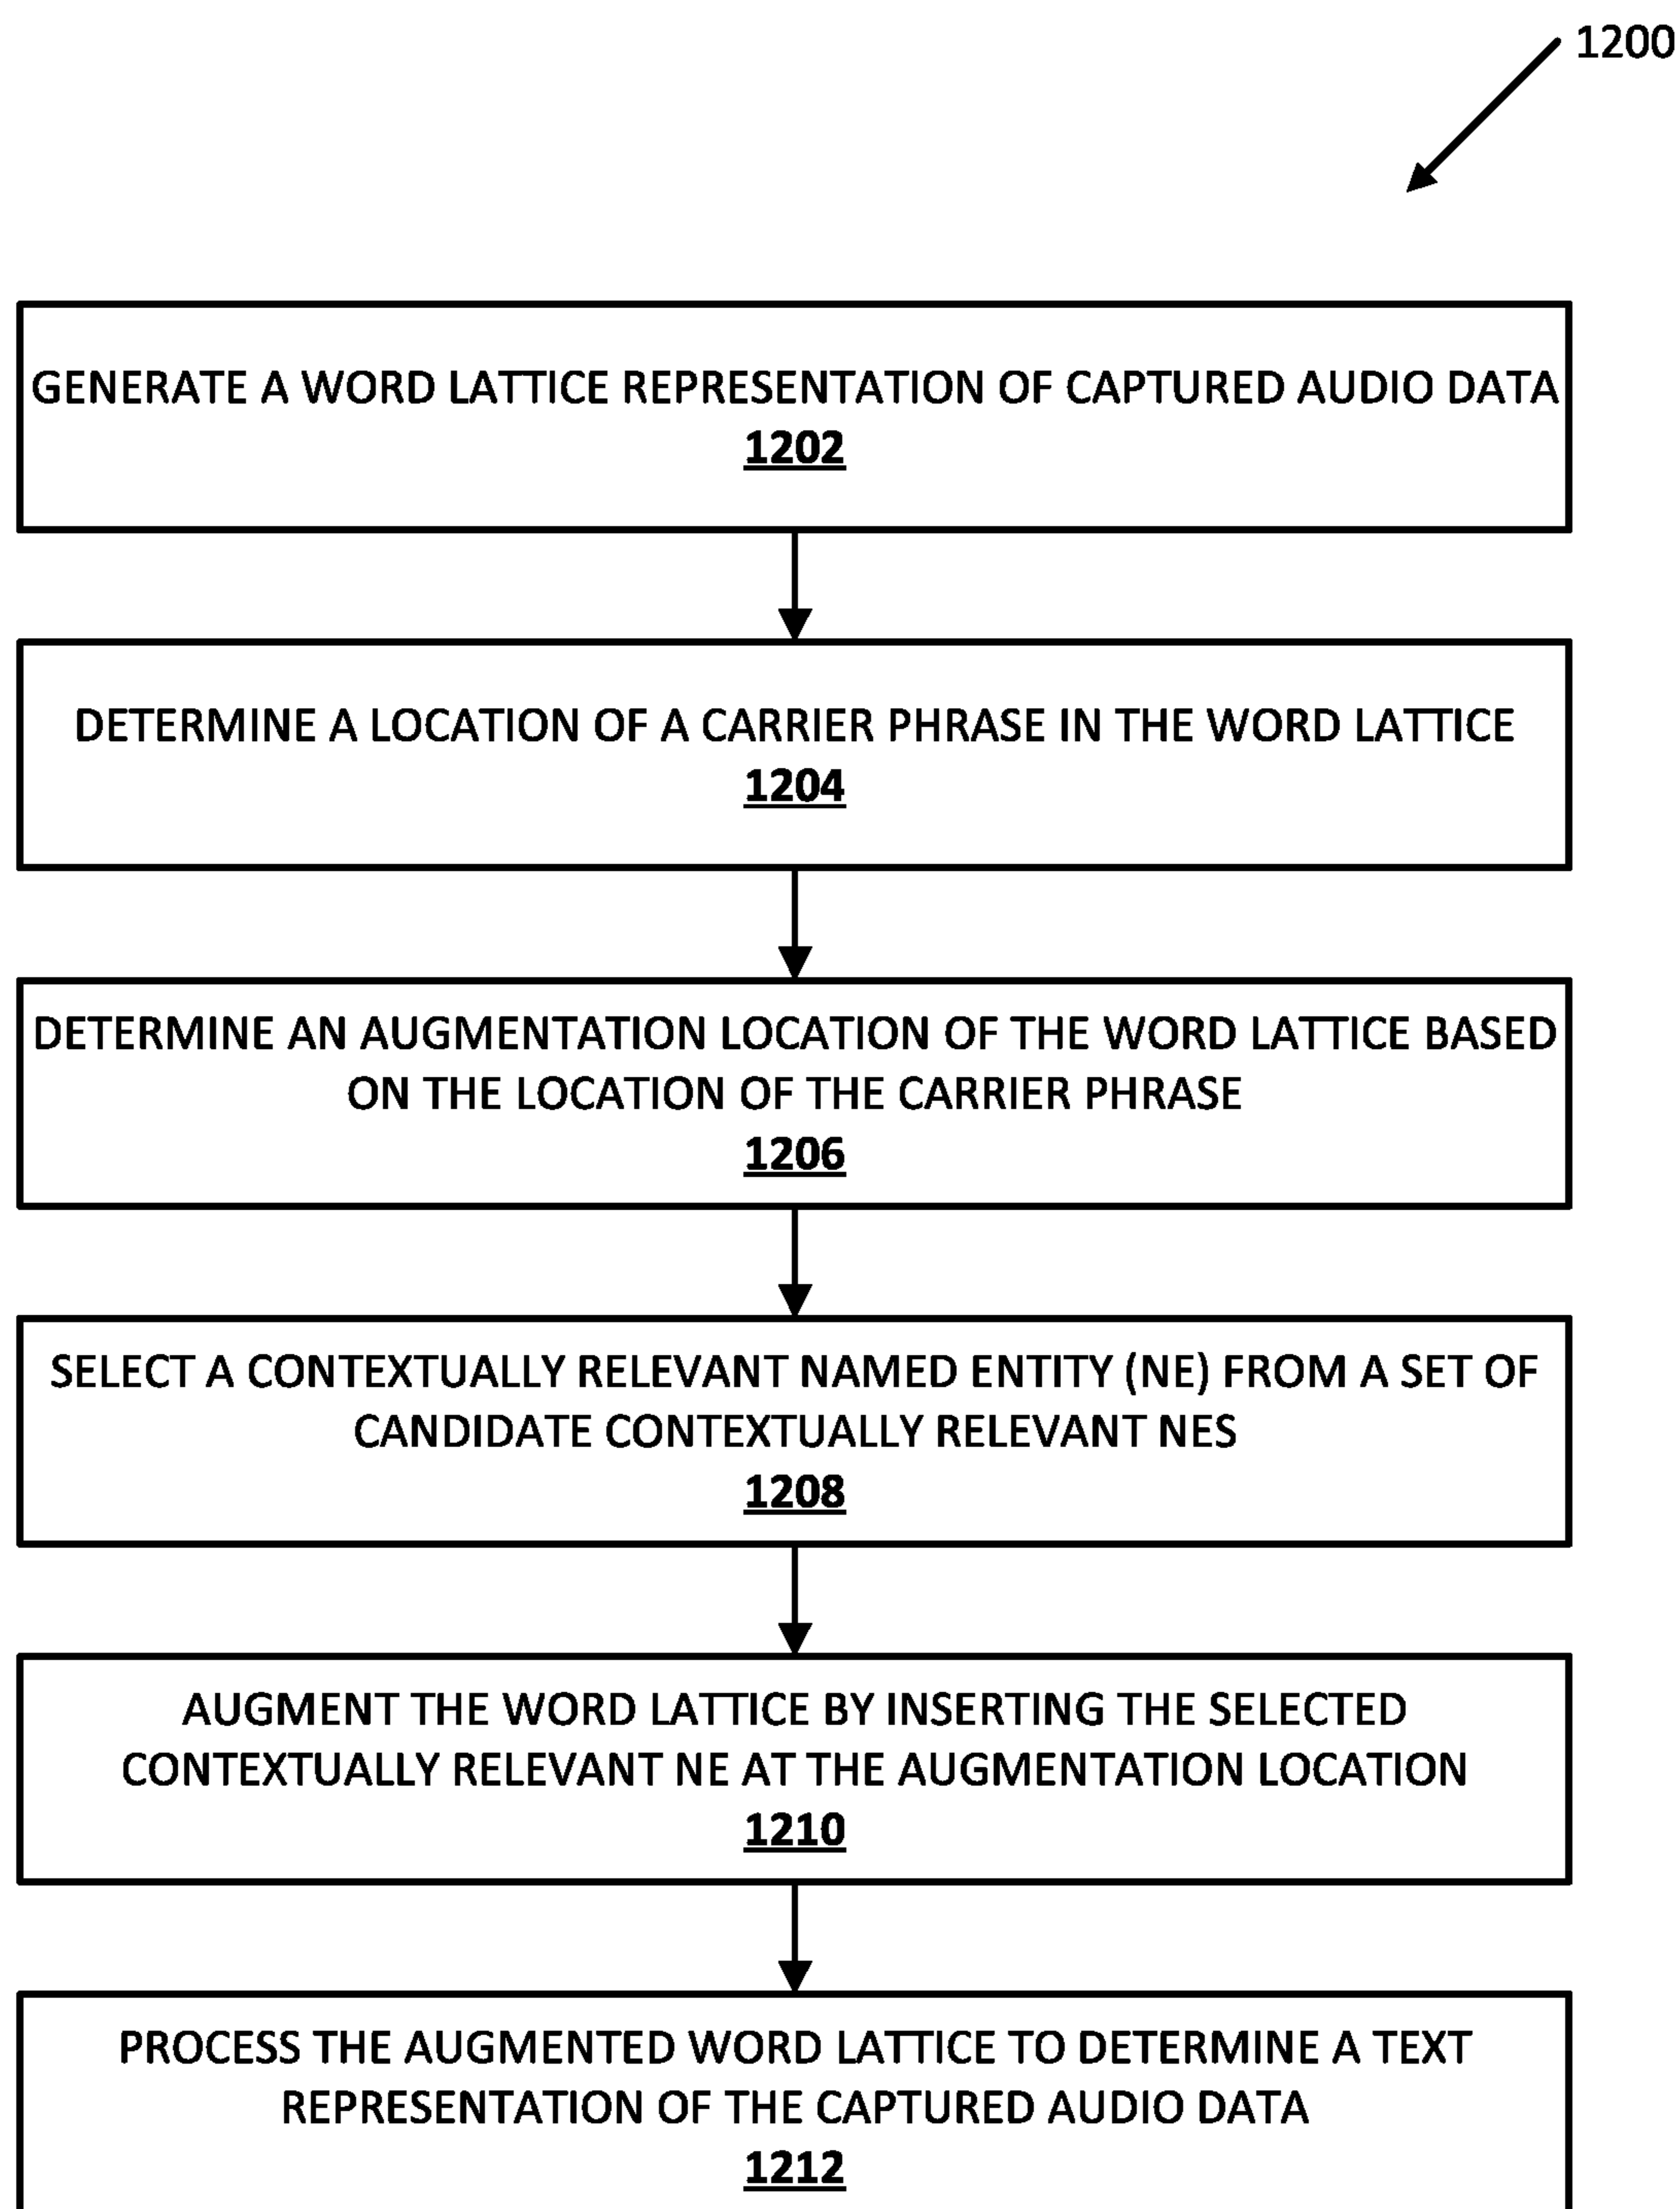 1200
GENERATE A WORD LATTICE REPRESENTATION OF CAPTURED AUDIO DATA
1202
DETERMINE A LOCATION OF A CARRIER PHRASE IN THE WORD LATTICE
1204
DETERMINE AN AUGMENTATION LOCATION OF THE WORD LATTICE BASED
ON THE LOCATION OF THE CARRIER PHRASE
1206
SELECT A CONTEXTUALLY RELEVANT NAMED ENTITY (NE) FROM A SET OF
CANDIDATE CONTEXTUALLY RELEVANT NES
1208
AUGMENT THE WORD LATTICE BY INSERTING THE SELECTED
CONTEXTUALLY RELEVANT NE AT THE AUGMENTATION LOCATION
1210
PROCESS THE AUGMENTED WORD LATTICE TO DETERMINE A TEXT
REPRESENTATION OF THE CAPTURED AUDIO DATA
1212